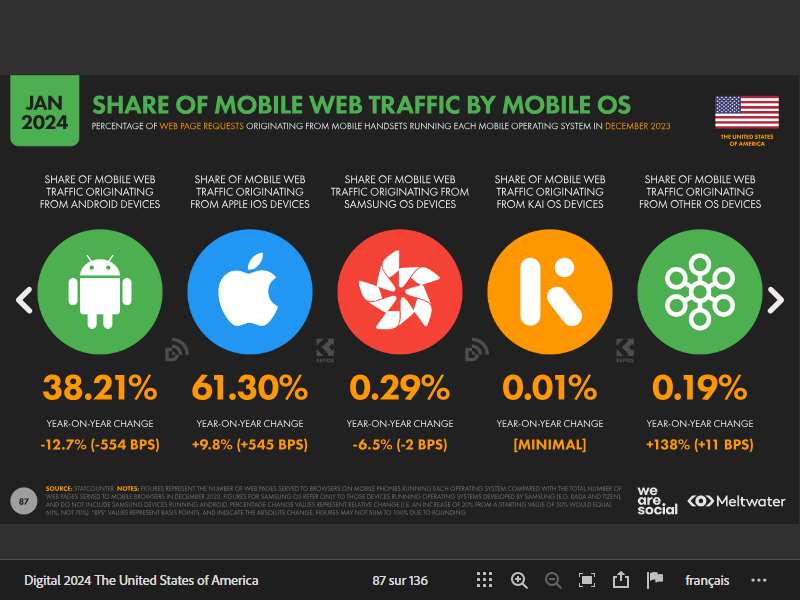 JAN
2024
SHARE OF MOBILE WEB TRAFFIC BY MOBILE OS
PERCENTAGE OF WEB PAGE REQUESTS ORIGINATING FROM MOBILE HANDSETS RUNNING EACH MOBILE OPERATING SYSTEM IN DECEMBER 2023
THE UNITED STATES
OF AMERICA
SHARE OF MOBILE WEB
TRAFFIC ORIGINATING
FROM ANDROID DEVICES
SHARE OF MOBILE WEB
TRAFFIC ORIGINATING
FROM APPLE IOS DEVICES
SHARE OF MOBILE WEB
TRAFFIC ORIGINATING FROM
SAMSUNG OS DEVICES
SHARE OF MOBILE WEB
TRAFFIC ORIGINATING
FROM KAI OS DEVICES
SHARE OF MOBILE WEB
TRAFFIC ORIGINATING
FROM OTHER OS DEVICES
KEPIOS
KEPIOS
38.21%
61.30%
0.29%
0.01%
0.19%
YEAR-ON-YEAR CHANGE
YEAR-ON-YEAR CHANGE
YEAR-ON-YEAR CHANGE
YEAR-ON-YEAR CHANGE
YEAR-ON-YEAR CHANGE
-12.7% (-554 BPS)
+9.8% (+545 BPS)
-6.5% (-2 BPS)
[MINIMAL]
+138% (+11 BPS)
87
SOURCE: STATCOUNTER. NOTES: FIGURES REPRESENT THE NUMBER OF WEB PAGES SERVED TO BROWSERS ON MOBILE PHONES RUNNING EACH OPERATING SYSTEM COMPARED WITH THE TOTAL NUMBER OF
WEB PAGES SERVED TO MOBILE BROWSERS IN DECEMBER 2023. FIGURES FOR SAMSUNG OS REFER ONLY TO THOSE DEVICES RUNNING OPERATING SYSTEMS DEVELOPED BY SAMSUNG (E.G. BADA AND TIZEN),
AND DO NOT INCLUDE SAMSUNG DEVICES RUNNING ANDROID. PERCENTAGE CHANGE VALUES REPRESENT RELATIVE CHANGE (I.E. AN INCREASE OF 20% FROM A STARTING VALUE OF 50% WOULD EQUAL
60%, NOT 70%). "BPS" VALUES REPRESENT BASIS POINTS, AND INDICATE THE ABSOLUTE CHANGE. FIGURES MAY NOT SUM TO 100% DUE TO ROUNDING.
we
are.
social
Meltwater
Digital 2024 The United States of America
87 sur 136
français